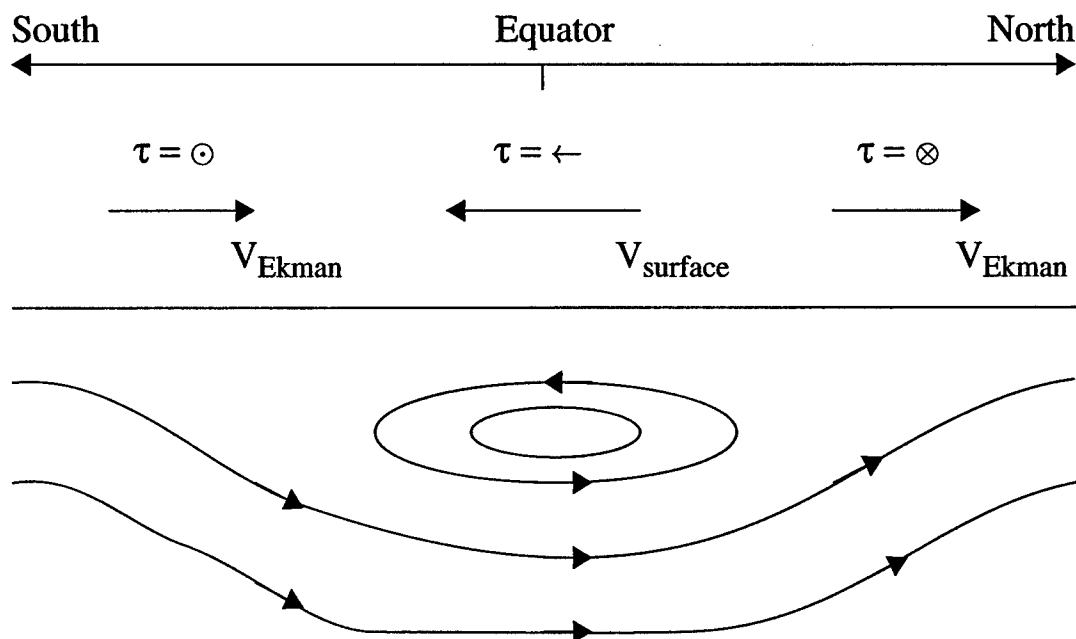 South Equator North
τ = ⊙ τ = ← τ = ⊗
V_Ekman V_surface V_Ekman